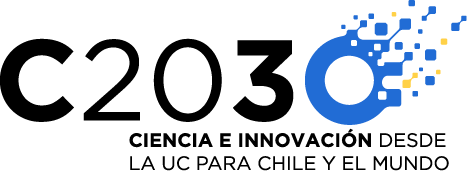 C2030
CIENCIA E INNOVACIÓN DESDE
LA UC PARA CHILE Y EL MUNDO